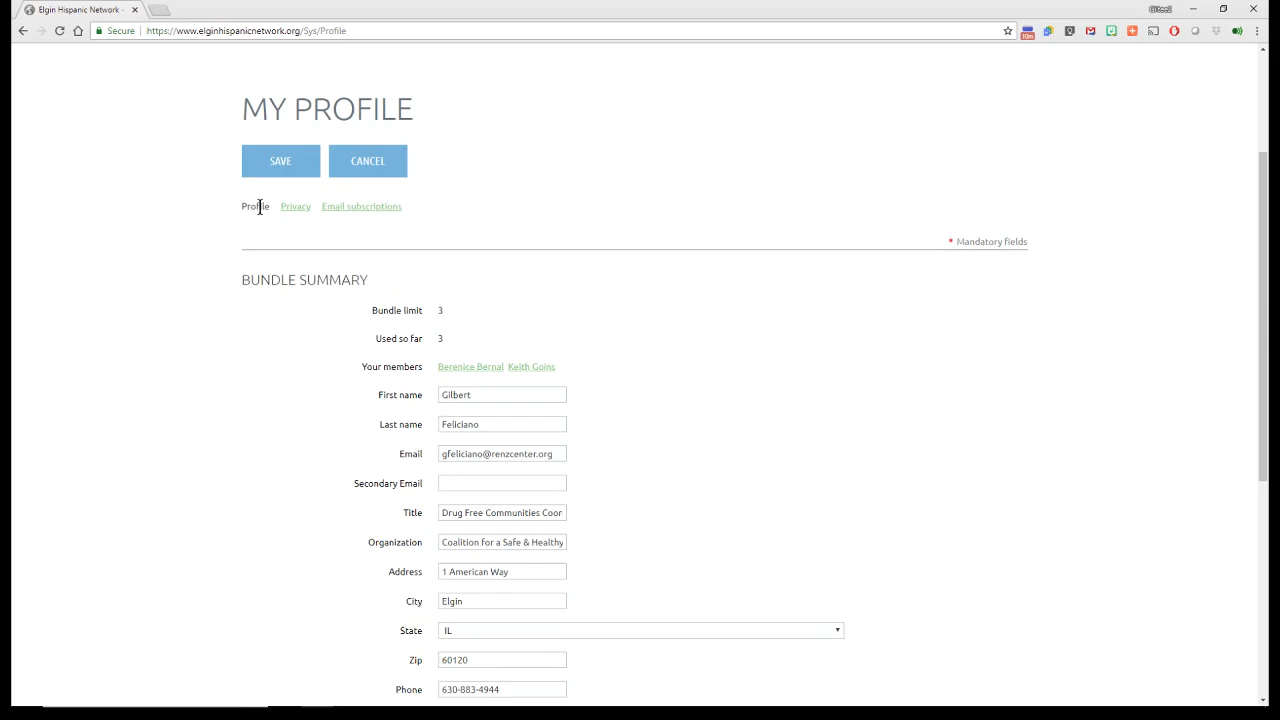 Elgin Hispanic Network -
Gilfee2
Secure https://www.elginhispanicnetwork.org/Sys/Profile
10m
MY PROFILE
SAVE CANCEL
Profile Privacy Email subscriptions
* Mandatory fields
BUNDLE SUMMARY
Bundle limit 3
Used so far 3
Your members Berenice Bernal Keith Goins
First name Gilbert
Last name Feliciano
Email gfeliciano@renzcenter.org
Secondary Email
Title Drug Free Communities Coor
Organization Coalition for a Safe & Healthy
Address 1 American Way
City Elgin
State IL
Zip 60120
Phone 630-883-4944